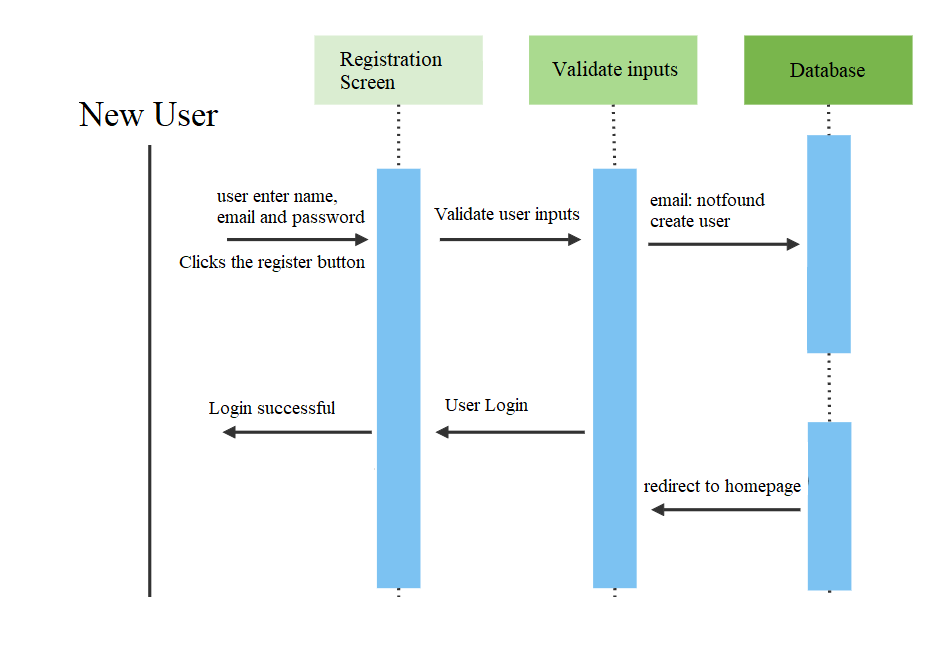 Registration
Screen
Validate inputs
Database
New User
user enter name,
email and password
Validate user inputs
email: notfound
create user
Clicks the register button
Login successful
User Login
redirect to homepage